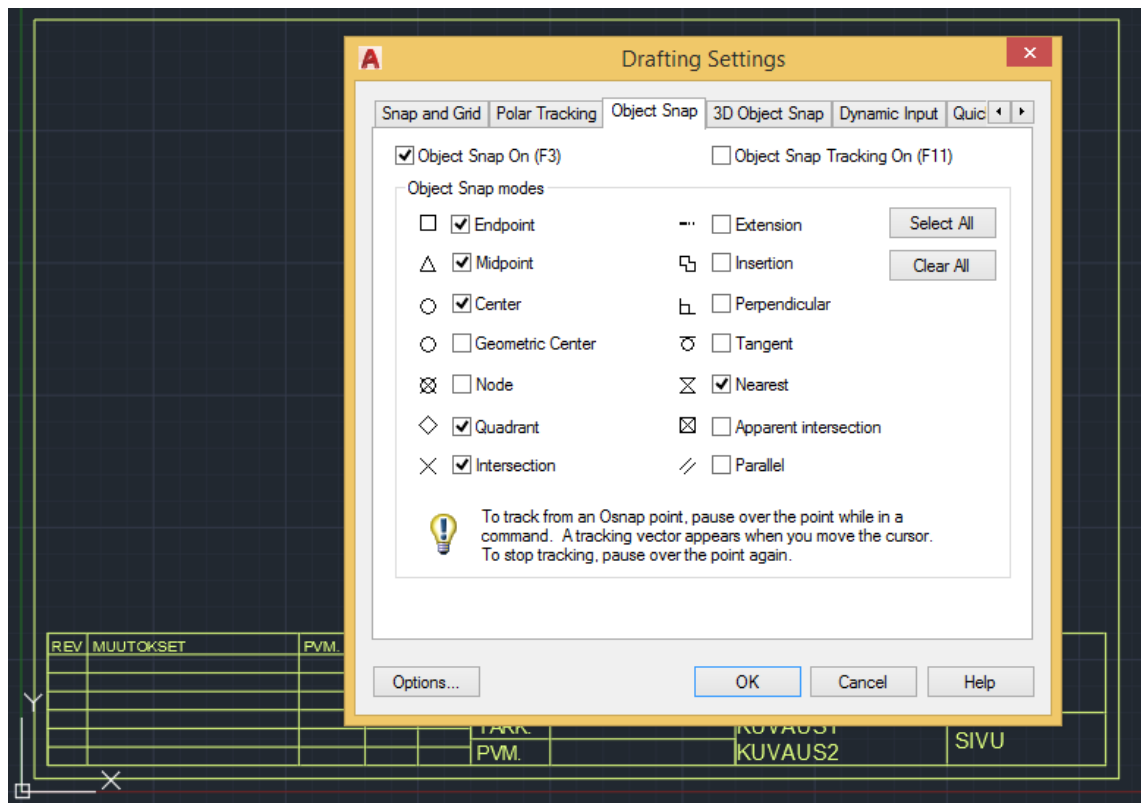 Drafting Settings
Snap and Grid Polar Tracking Object Snap 3D Object Snap Dynamic Input Quic
Object Snap On (F3) Object Snap Tracking On (F11)
Object Snap modes
Endpoint Extension Select All
Midpoint Insertion Clear All
Center Perpendicular
Geometric Center Tangent
Node Nearest
Quadrant Apparent intersection
Intersection Parallel
To track from an Osnap point, pause over the point while in a
command. A tracking vector appears when you move the cursor.
To stop tracking, pause over the point again.
Options... OK Cancel Help
REV MUUTOKSET PVM.
TARK. KUVAUS1
PVM. KUVAUS2 SIVU
Y
X